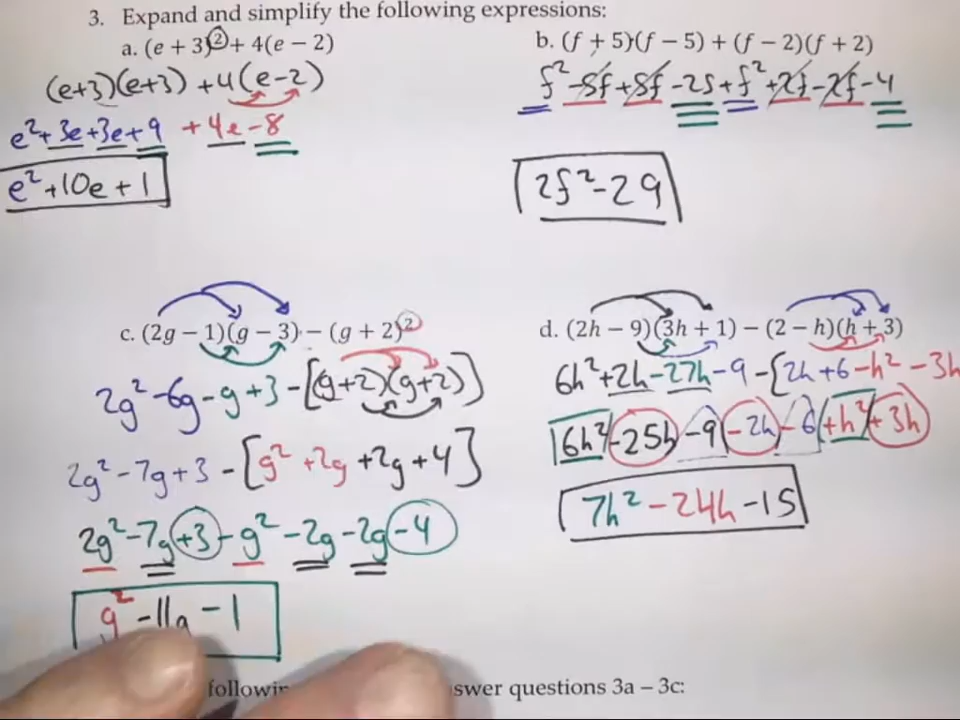 3. Expand and simplify the following expressions:
a. (e + 3)² + 4(e − 2)
(e+3)(e+3) +4(e-2)
e²+3e+3e+9 +4e-8
e²+10e+1
b. (f + 5)(f − 5) + (f − 2)(f + 2)
f²-5f+5f-25+f²+2f-2f-4
2f²-29
c. (2g − 1)(g − 3) − (g + 2)²
2g²-6g-g+3-[(g+2)(g+2)]
2g²-7g+3-[g²+2g+2g+4]
2g²-7g+3-g²-2g-2g-4
g²-11g-1
d. (2h − 9)(3h + 1) − (2 − h)(h + 3)
6h²+2h-27h-9-[2h+6-h²-3h
6h²-25h-9-2h-6+h²+3h
7h²-24h-15
swer questions 3a – 3c: